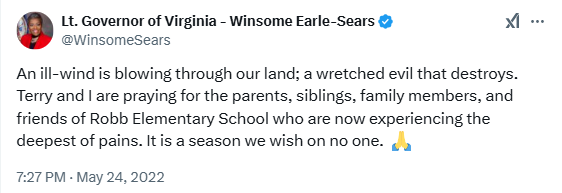 Lt. Governor of Virginia - Winsome Earle-Sears
@WinsomeSears
An ill-wind is blowing through our land; a wretched evil that destroys.
Terry and I are praying for the parents, siblings, family members, and
friends of Robb Elementary School who are now experiencing the
deepest of pains. It is a season we wish on no one. 🙏
7:27 PM · May 24, 2022